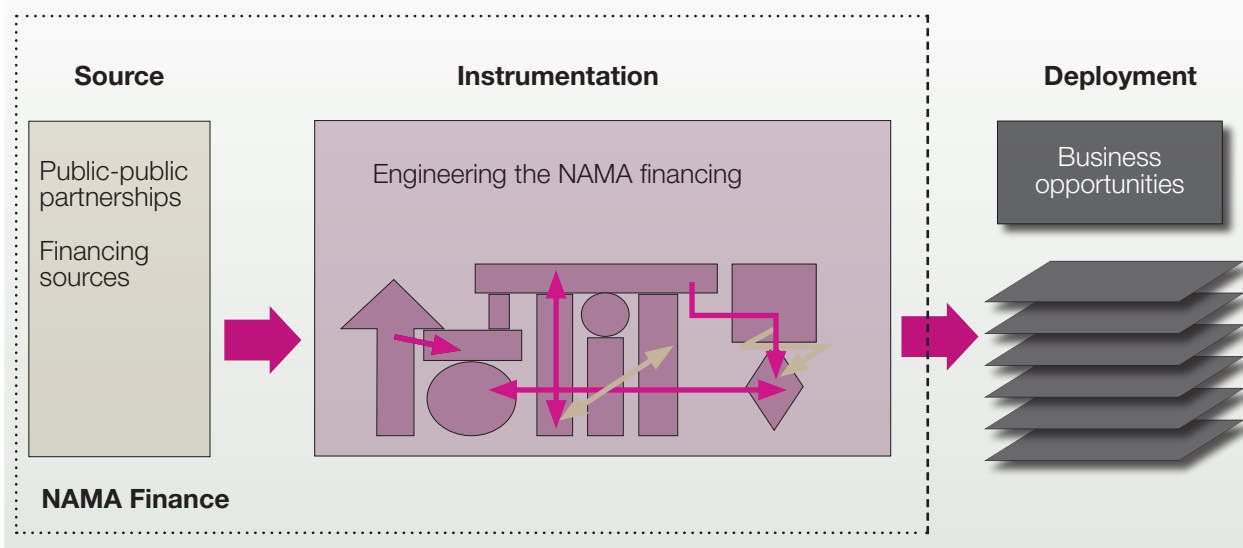 Source
Instrumentation
Deployment
Public-public
partnerships
Financing
sources
Engineering the NAMA financing
Business
opportunities
NAMA Finance